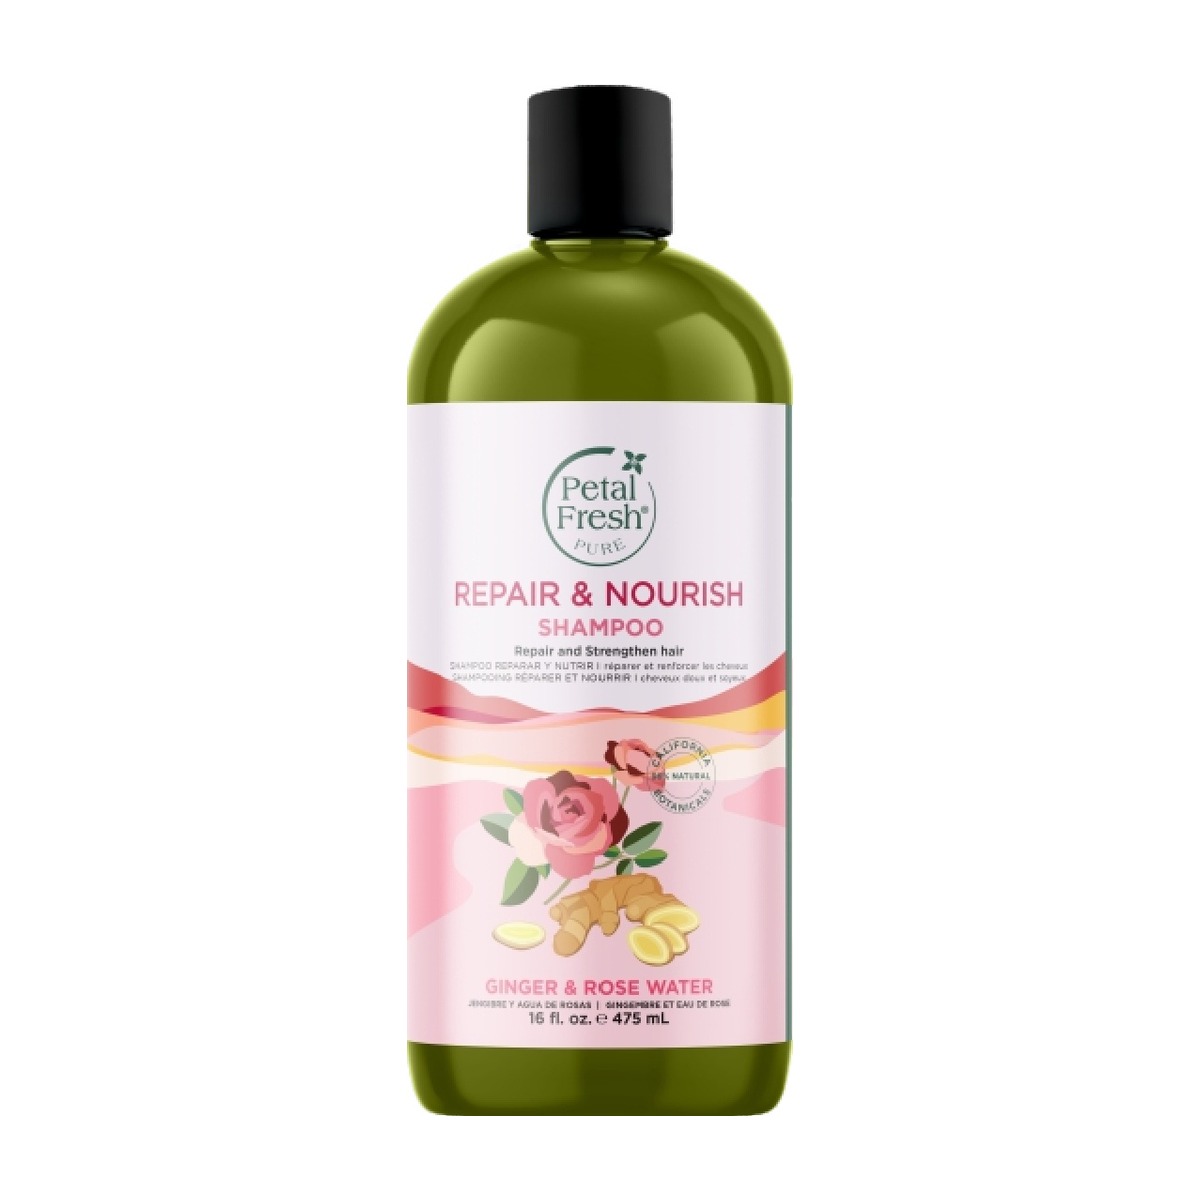 Petal
Fresh®
PURE
REPAIR & NOURISH
SHAMPOO
Repair and Strengthen hair
SHAMPOO REPARAR Y NUTRIR | réparer et renforcer les cheveux
SHAMPOOING RÉPARER ET NOURRIR | cheveux doux et soyeux
CALIFORNIA
NATURAL
BOTANICALS
GINGER & ROSE WATER
JENGIBRE Y AGUA DE ROSAS | GINGEMBRE ET EAU DE ROSE
16 fl. oz. ℮ 475 mL